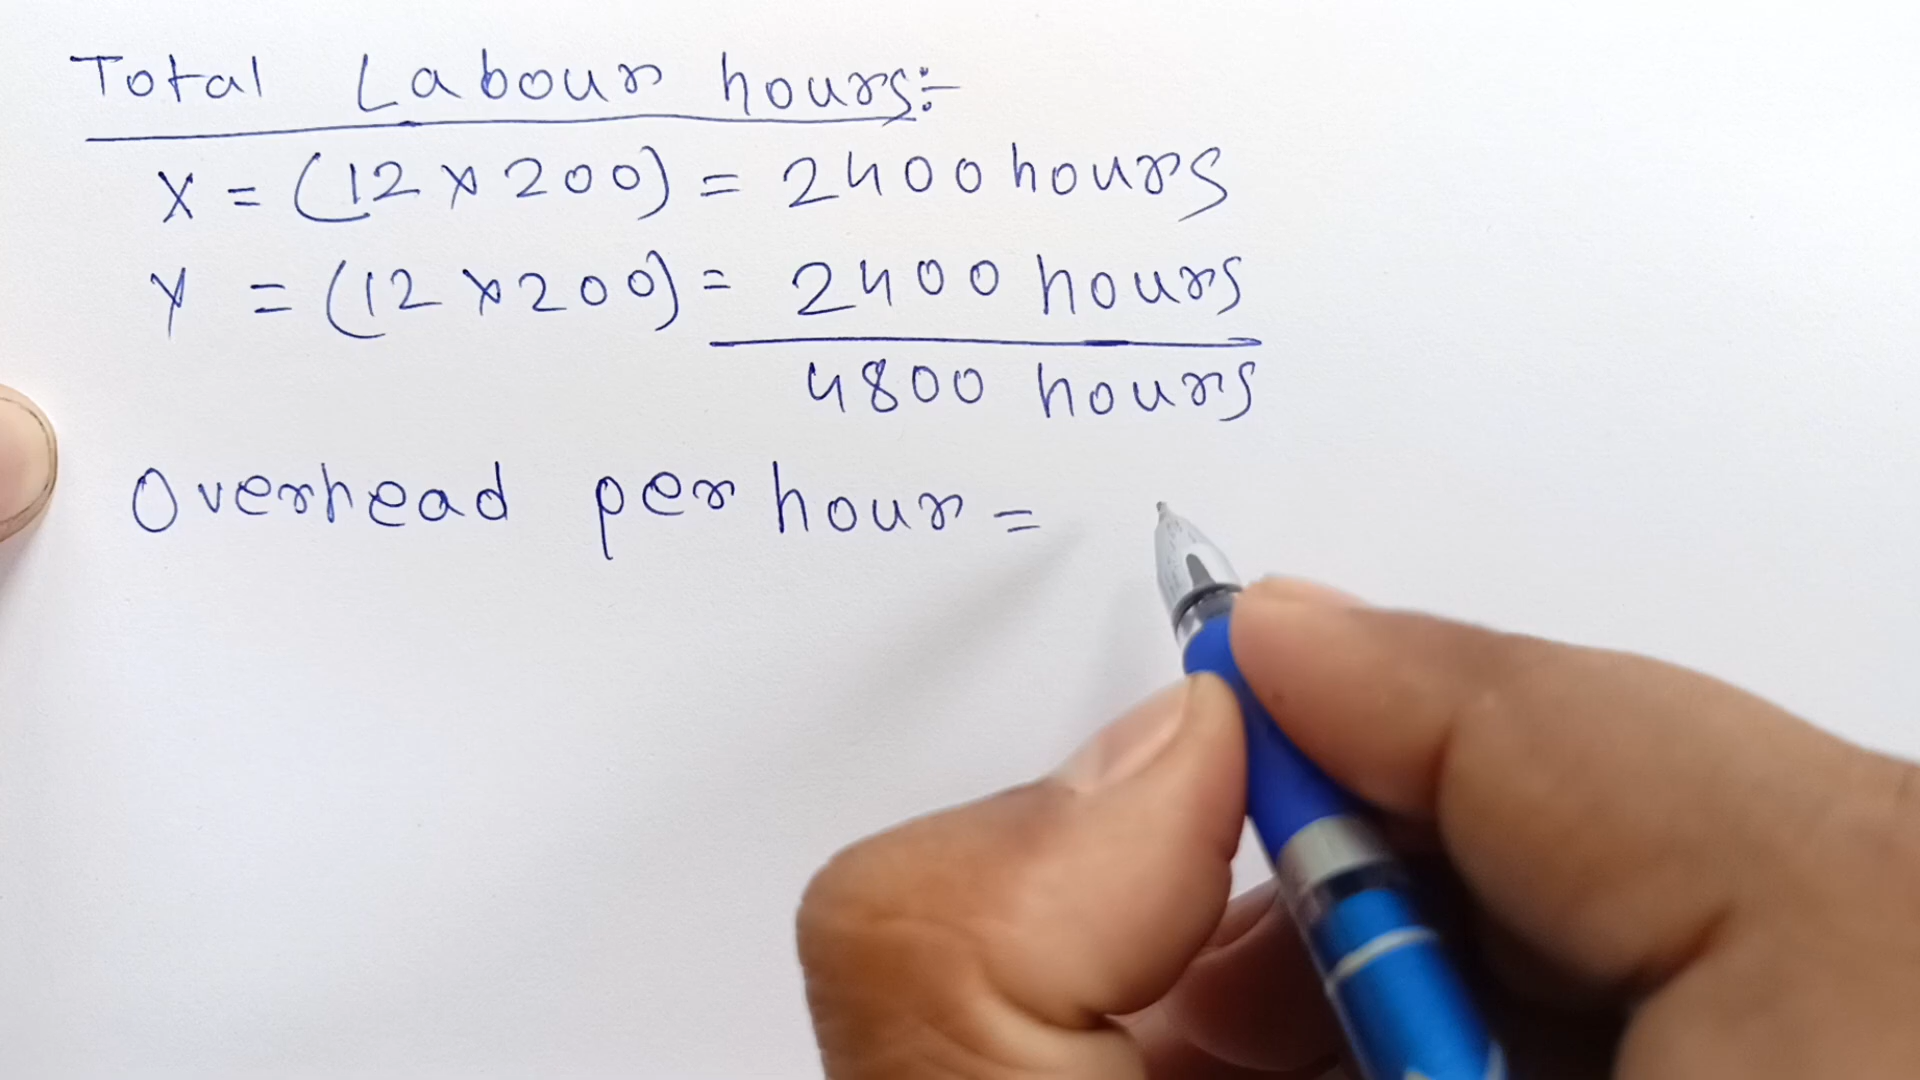 Total Labour hours:-
X = (12 × 200) = 2400 hours
Y = (12 × 200) = 2400 hours
4800 hours
Overhead per hour =